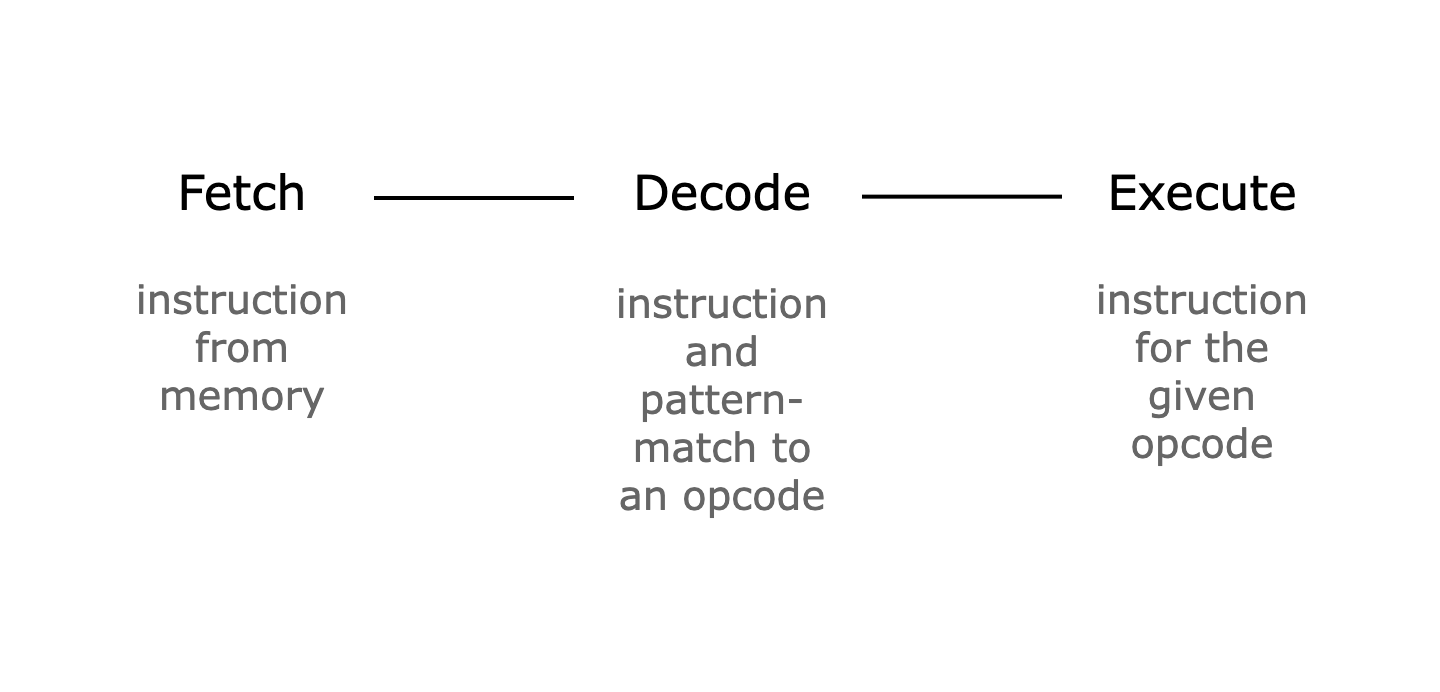 Fetch
Decode
Execute
instruction
from
memory
instruction
and
pattern-
match to
an opcode
instruction
for the
given
opcode